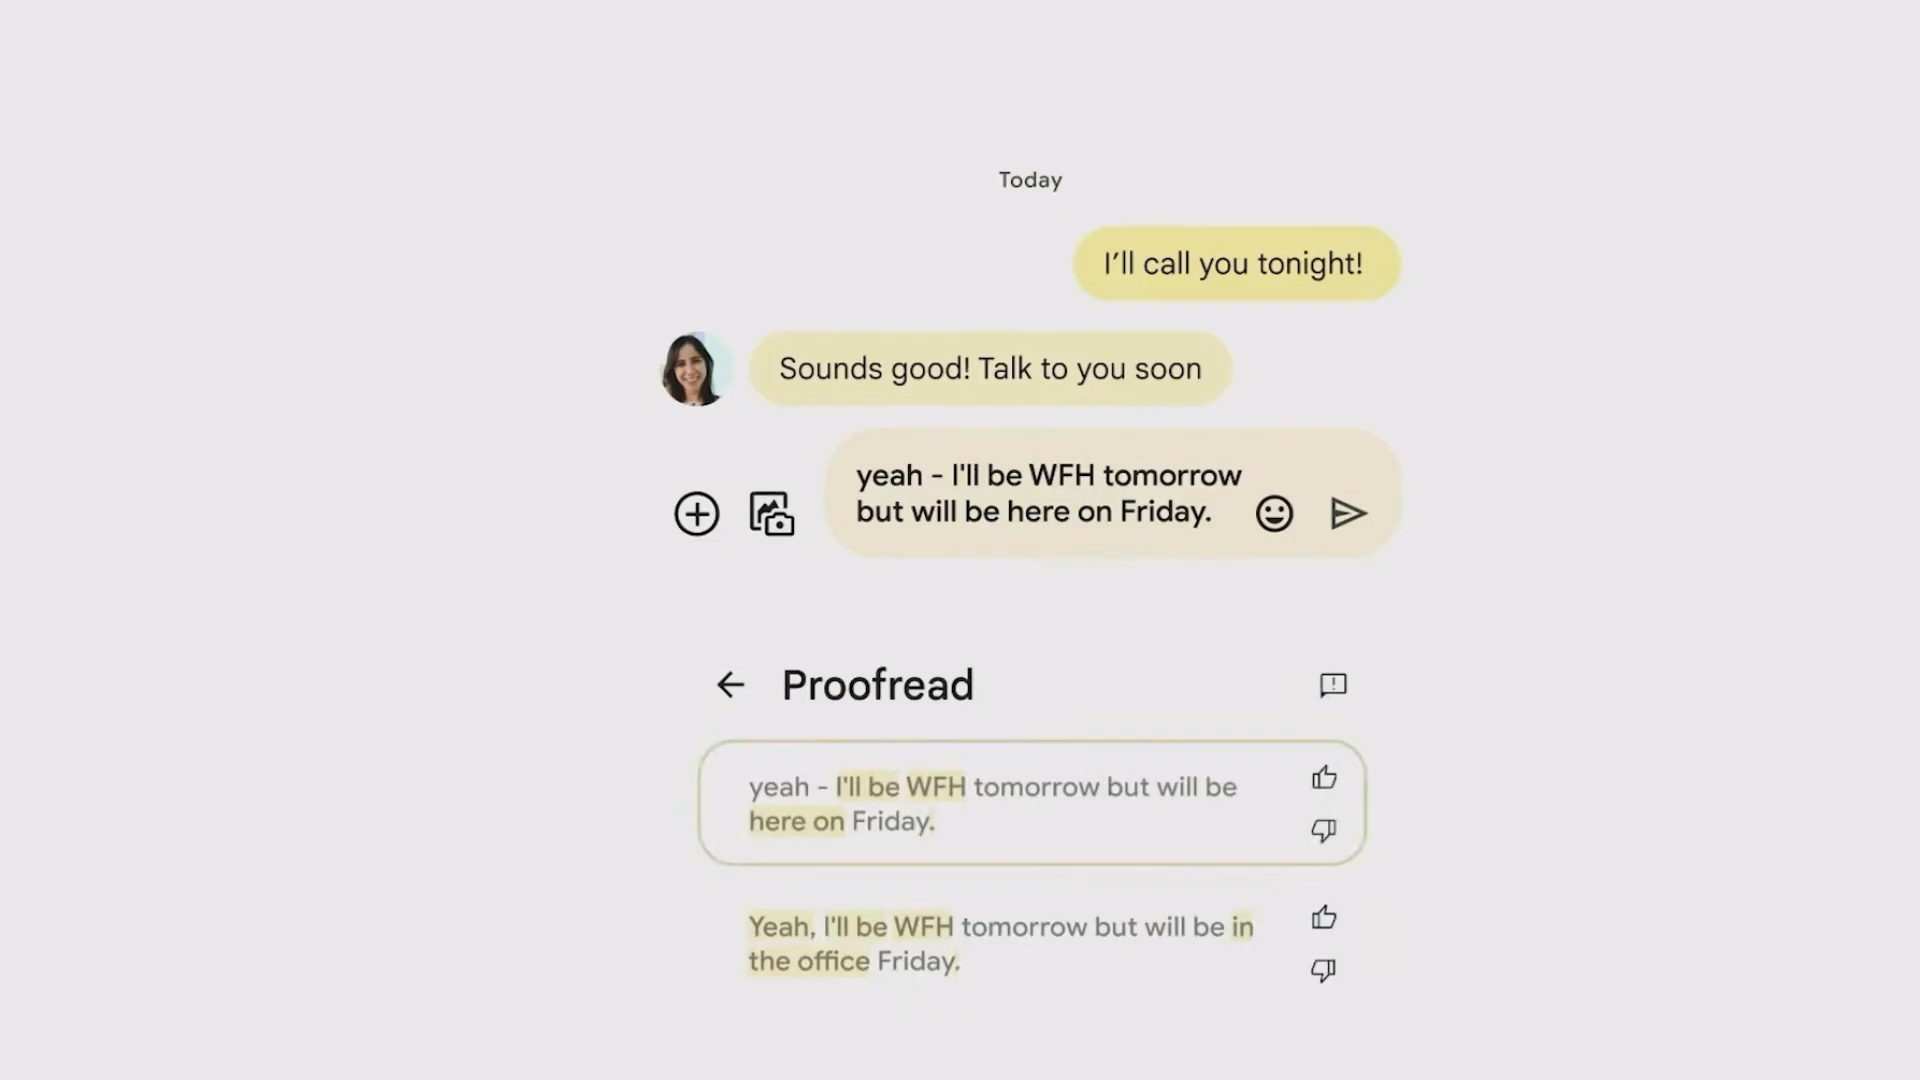 Today
I’ll call you tonight!
Sounds good! Talk to you soon
yeah - I'll be WFH tomorrow
but will be here on Friday.
Proofread
yeah - I'll be WFH tomorrow but will be
here on Friday.
Yeah, I'll be WFH tomorrow but will be in
the office Friday.